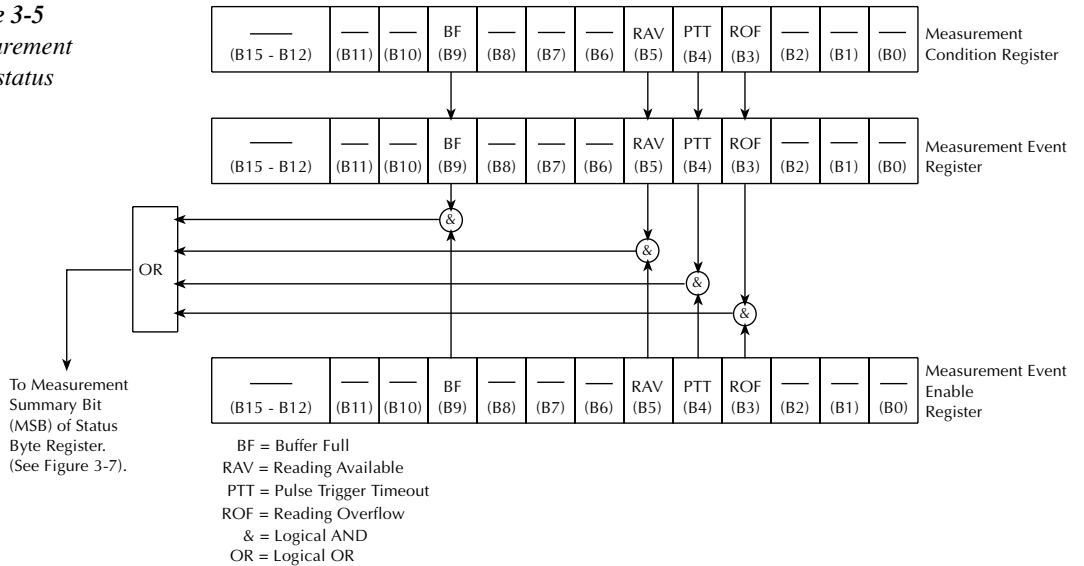 3-5
status
BF RAV PTT ROF
(B15 - B12) (B11) (B10) (B9) (B8) (B7) (B6) (B5) (B4) (B3) (B2) (B1) (B0)
Measurement
Condition Register
BF RAV PTT ROF
(B15 - B12) (B11) (B10) (B9) (B8) (B7) (B6) (B5) (B4) (B3) (B2) (B1) (B0)
Measurement Event
Register
&
&
&
&
OR
To Measurement
Summary Bit
(MSB) of Status
Byte Register.
(See Figure 3-7).
BF RAV PTT ROF
(B15 - B12) (B11) (B10) (B9) (B8) (B7) (B6) (B5) (B4) (B3) (B2) (B1) (B0)
Measurement Event
Enable
Register
BF = Buffer Full
RAV = Reading Available
PTT = Pulse Trigger Timeout
ROF = Reading Overflow
& = Logical AND
OR = Logical OR